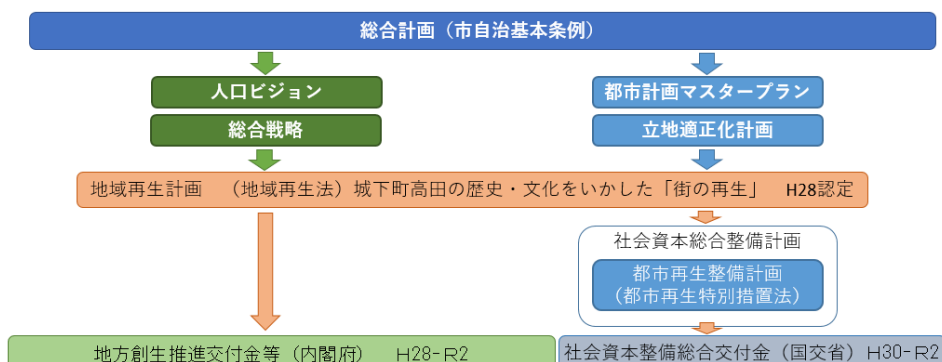 総合計画（市自治基本条例）
人口ビジョン
総合戦略
都市計画マスタープラン
立地適正化計画
地域再生計画　（地域再生法）城下町高田の歴史・文化をいかした「街の再生」　H28認定
社会資本総合整備計画
都市再生整備計画
（都市再生特別措置法）
地方創生推進交付金等（内閣府）　H28-R2
社会資本整備総合交付金（国交省）H30-R2